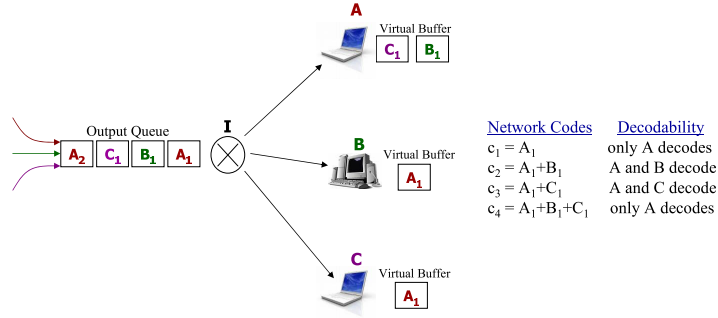 A
Virtual Buffer
C1 B1
Output Queue
I
A2 C1 B1 A1
B
Virtual Buffer
A1
C
Virtual Buffer
A1
Network Codes Decodability
c1 = A1 only A decodes
c2 = A1+B1 A and B decode
c3 = A1+C1 A and C decode
c4 = A1+B1+C1 only A decodes